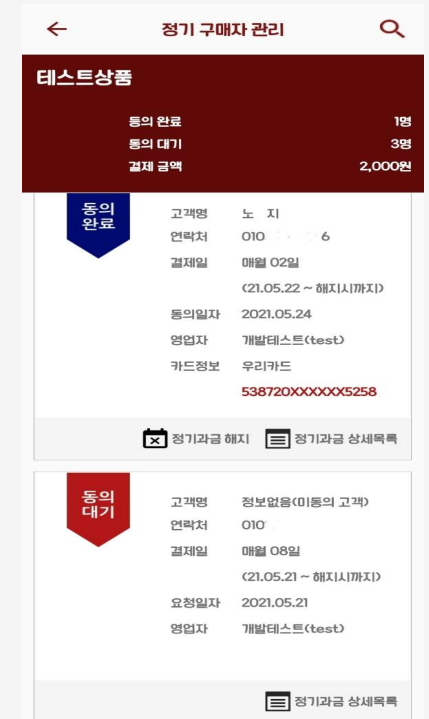 정기 구매자 관리
테스트상품
동의 완료 1명
동의 대기 3명
결제 금액 2,000원
동의
완료
고객명 노 지
연락처 010 6
결제일 매월 02일
(21.05.22 ~ 해지시까지)
동의일자 2021.05.24
영업자 개발테스트(test)
카드정보 우리카드
538720XXXXXX5258
정기과금 해지 정기과금 상세목록
동의
대기
고객명 정보없음(미동의 고객)
연락처 010
결제일 매월 08일
(21.05.21 ~ 해지시까지)
요청일자 2021.05.21
영업자 개발테스트(test)
정기과금 상세목록